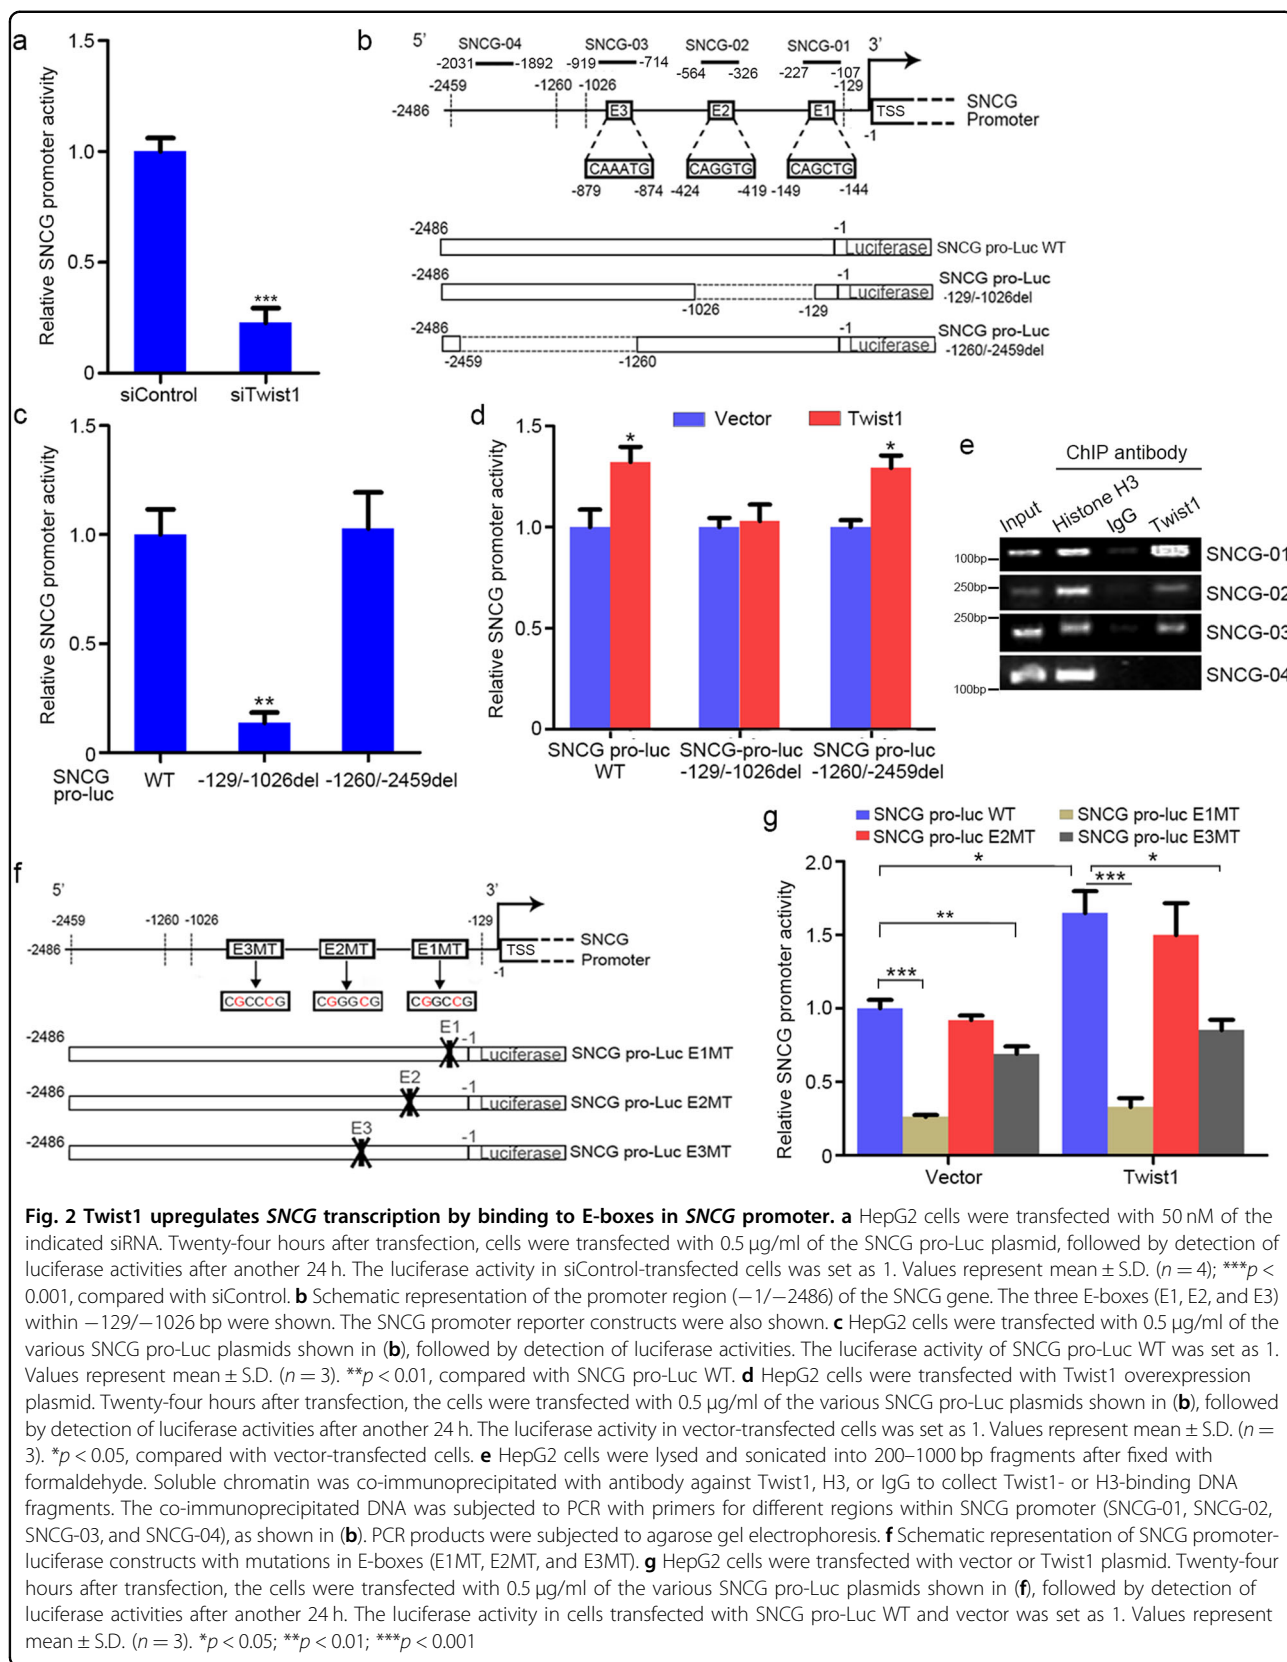 a
1.5
1.0
0.5
0
Relative SNCG promoter activity
***
siControl
siTwist1
b
5’
3’
SNCG-04
SNCG-03
SNCG-02
SNCG-01
-2031
-1892
-919
-714
-564
-326
-227
-107
-2459
-1260
-1026
-129
-2486
E3
E2
E1
TSS
SNCG
Promoter
-1
CAAATG
CAGGTG
CAGCTG
-879
-874
-424
-419
-149
-144
-2486
-1
Luciferase
SNCG pro-Luc WT
-2486
-1
Luciferase
SNCG pro-Luc
-129/-1026del
-1026
-129
-2486
-1
Luciferase
SNCG pro-Luc
-1260/-2459del
-2459
-1260
c
1.5
1.0
0.5
0
Relative SNCG promoter activity
**
SNCG
pro-luc
WT
-129/-1026del
-1260/-2459del
d
Vector
Twist1
1.5
1.0
0.5
0
Relative SNCG promoter activity
*
*
SNCG pro-luc
WT
SNCG-pro-luc
-129/-1026del
SNCG pro-luc
-1260/-2459del
e
ChIP antibody
Input
Histone H3
IgG
Twist1
100bp
SNCG-01
250bp
SNCG-02
250bp
SNCG-03
100bp
SNCG-04
f
5’
3’
-2459
-1260
-1026
-129
-2486
E3MT
E2MT
E1MT
TSS
SNCG
Promoter
-1
CGCCCG
CGGGCG
CGGCCG
-2486
E1
-1
Luciferase
SNCG pro-Luc E1MT
-2486
E2
-1
Luciferase
SNCG pro-Luc E2MT
-2486
E3
-1
Luciferase
SNCG pro-Luc E3MT
g
SNCG pro-luc WT
SNCG pro-luc E1MT
SNCG pro-luc E2MT
SNCG pro-luc E3MT
2.0
1.5
1.0
0.5
0
Relative SNCG promoter activity
*
*
***
**
***
Vector
Twist1
Fig. 2 Twist1 upregulates SNCG transcription by binding to E-boxes in SNCG promoter. a HepG2 cells were transfected with 50 nM of the
indicated siRNA. Twenty-four hours after transfection, cells were transfected with 0.5 µg/ml of the SNCG pro-Luc plasmid, followed by detection of
luciferase activities after another 24 h. The luciferase activity in siControl-transfected cells was set as 1. Values represent mean ± S.D. (n = 4); ***p <
0.001, compared with siControl. b Schematic representation of the promoter region (−1/−2486) of the SNCG gene. The three E-boxes (E1, E2, and E3)
within −129/−1026 bp were shown. The SNCG promoter reporter constructs were also shown. c HepG2 cells were transfected with 0.5 µg/ml of the
various SNCG pro-Luc plasmids shown in (b), followed by detection of luciferase activities. The luciferase activity of SNCG pro-Luc WT was set as 1.
Values represent mean ± S.D. (n = 3). **p < 0.01, compared with SNCG pro-Luc WT. d HepG2 cells were transfected with Twist1 overexpression
plasmid. Twenty-four hours after transfection, the cells were transfected with 0.5 µg/ml of the various SNCG pro-Luc plasmids shown in (b), followed
by detection of luciferase activities after another 24 h. The luciferase activity in vector-transfected cells was set as 1. Values represent mean ± S.D. (n =
3). *p < 0.05, compared with vector-transfected cells. e HepG2 cells were lysed and sonicated into 200–1000 bp fragments after fixed with
formaldehyde. Soluble chromatin was co-immunoprecipitated with antibody against Twist1, H3, or IgG to collect Twist1- or H3-binding DNA
fragments. The co-immunoprecipitated DNA was subjected to PCR with primers for different regions within SNCG promoter (SNCG-01, SNCG-02,
SNCG-03, and SNCG-04), as shown in (b). PCR products were subjected to agarose gel electrophoresis. f Schematic representation of SNCG promoter-
luciferase constructs with mutations in E-boxes (E1MT, E2MT, and E3MT). g HepG2 cells were transfected with vector or Twist1 plasmid. Twenty-four
hours after transfection, the cells were transfected with 0.5 µg/ml of the various SNCG pro-Luc plasmids shown in (f), followed by detection of
luciferase activities after another 24 h. The luciferase activity in cells transfected with SNCG pro-Luc WT and vector was set as 1. Values represent
mean ± S.D. (n = 3). *p < 0.05; **p < 0.01; ***p < 0.001